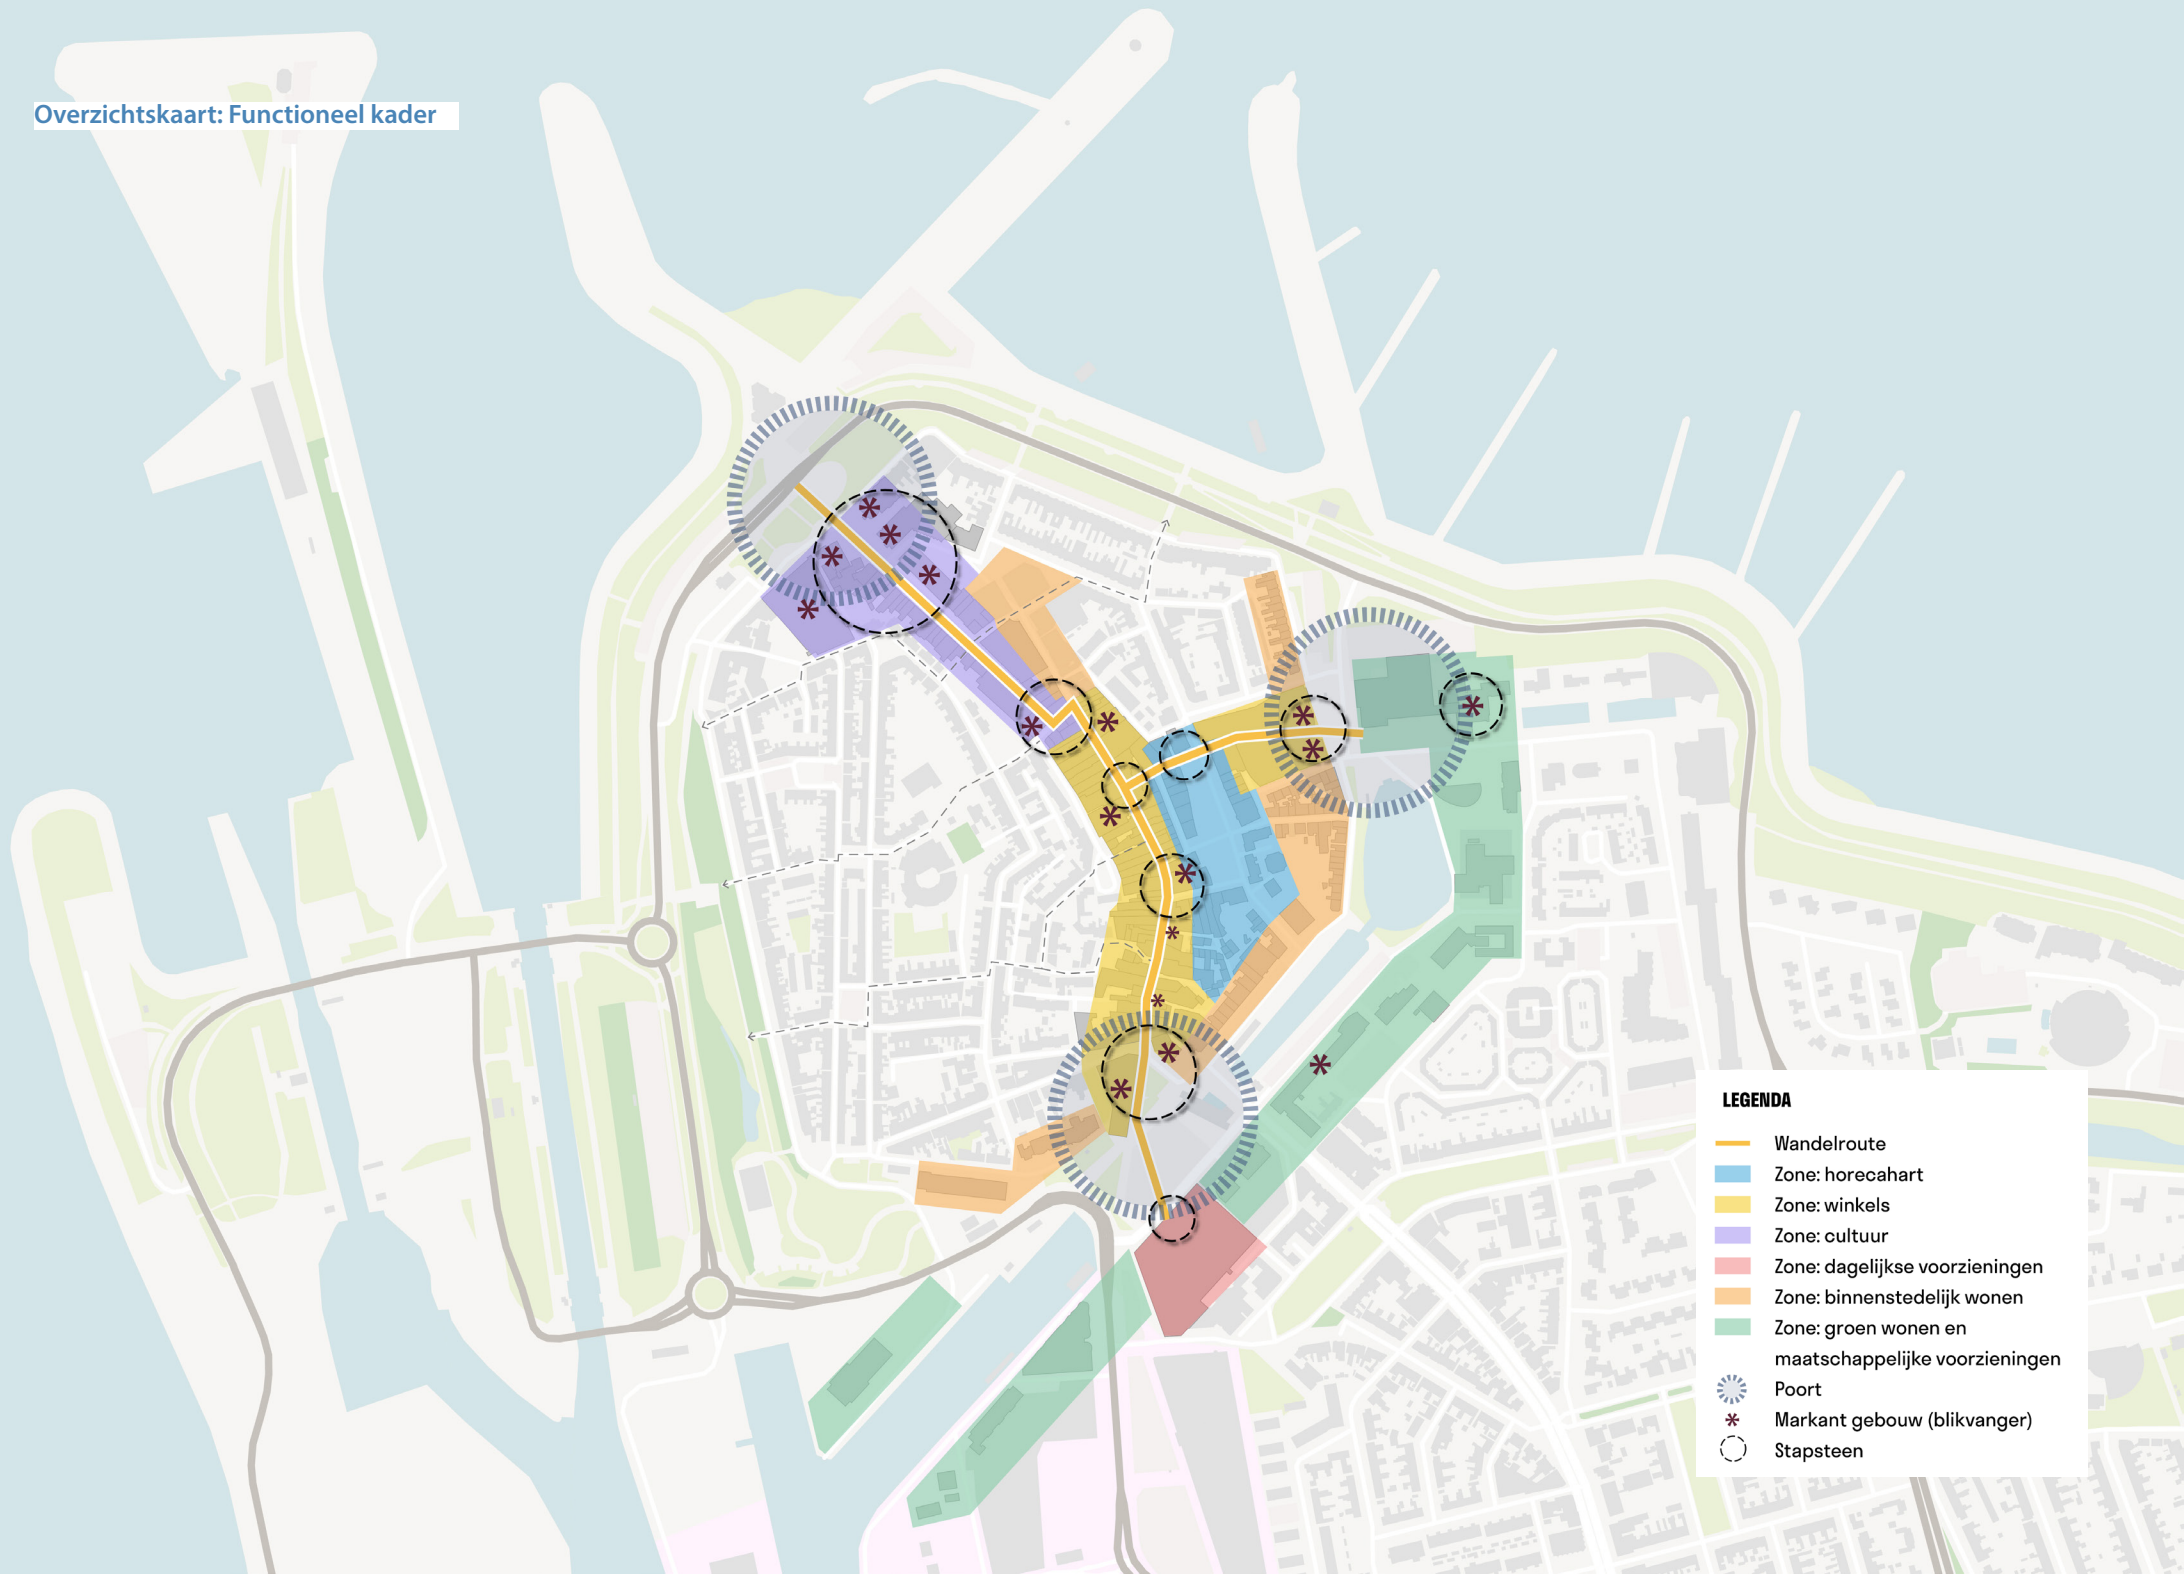 Overzichtskaart: Functioneel kader
LEGENDA
Wandelroute
Zone: horecahart
Zone: winkels
Zone: cultuur
Zone: dagelijkse voorzieningen
Zone: binnenstedelijk wonen
Zone: groen wonen en
maatschappelijke voorzieningen
Poort
Markant gebouw (blikvanger)
Stapsteen